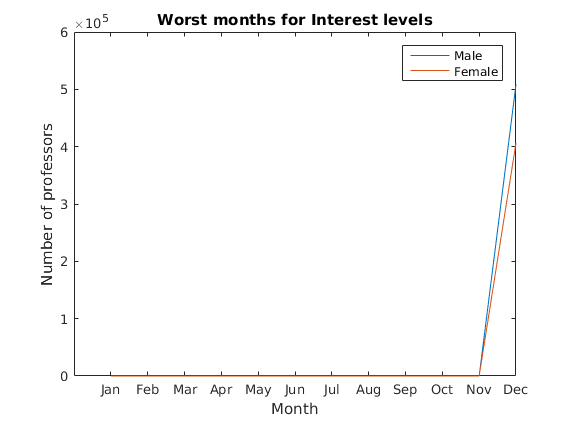 Worst months for Interest levels
×10^5
Male
Female
Number of professors
6
5
4
3
2
1
0
Jan Feb Mar Apr May Jun Jul Aug Sep Oct Nov Dec
Month